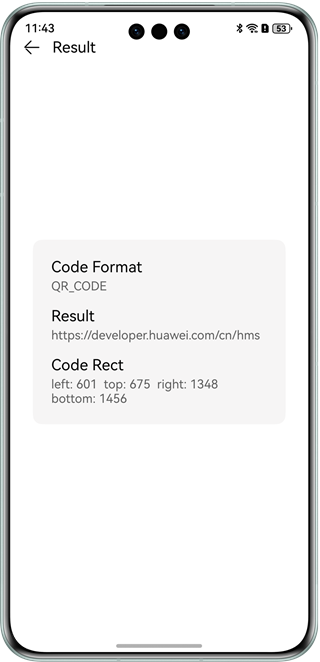 11:43
53
Result
Code Format
QR_CODE
Result
https://developer.huawei.com/cn/hms
Code Rect
left: 601 top: 675 right: 1348
bottom: 1456